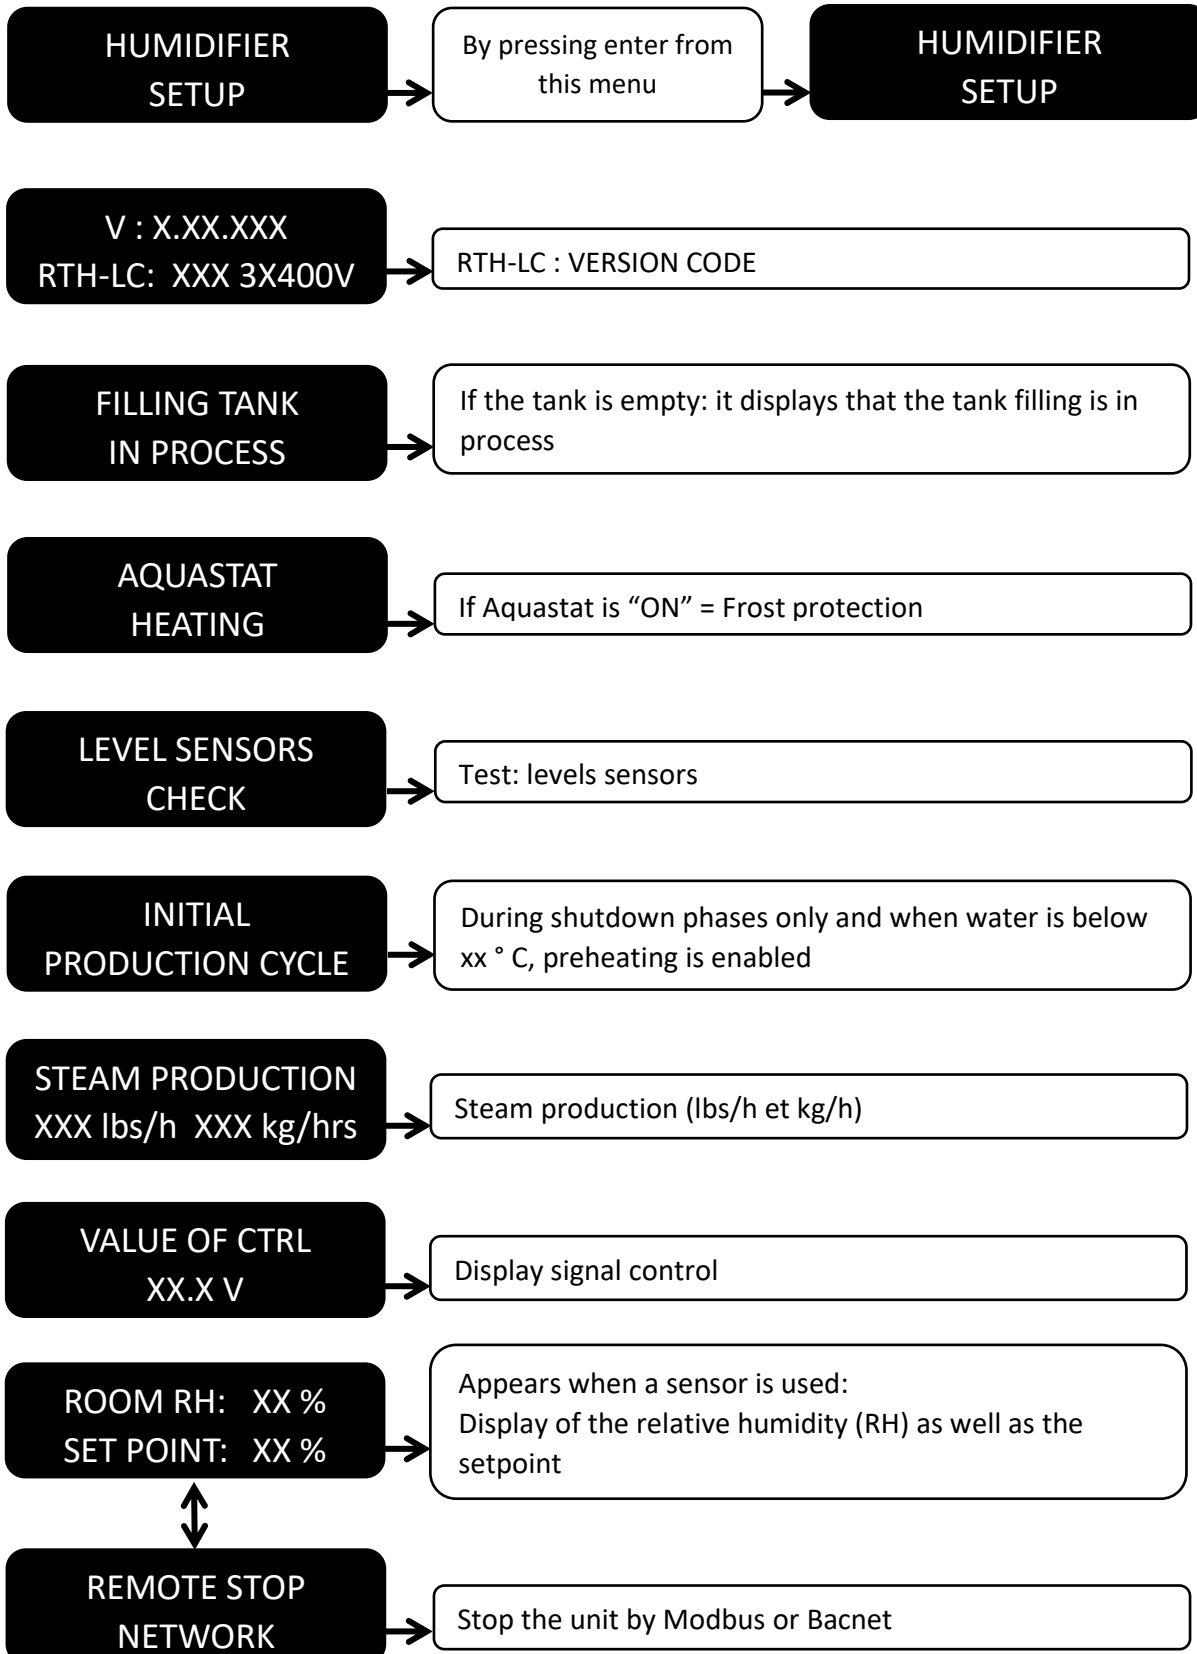 HUMIDIFIER
SETUP
By pressing enter from
this menu
HUMIDIFIER
SETUP
V : X.XX.XXX
RTH-LC: XXX 3X400V
RTH-LC : VERSION CODE
FILLING TANK
IN PROCESS
If the tank is empty: it displays that the tank filling is in
process
AQUASTAT
HEATING
If Aquastat is “ON” = Frost protection
LEVEL SENSORS
CHECK
Test: levels sensors
INITIAL
PRODUCTION CYCLE
During shutdown phases only and when water is below
xx ° C, preheating is enabled
STEAM PRODUCTION
XXX lbs/h XXX kg/hrs
Steam production (lbs/h et kg/h)
VALUE OF CTRL
XX.X V
Display signal control
ROOM RH: XX %
SET POINT: XX %
Appears when a sensor is used:
Display of the relative humidity (RH) as well as the
setpoint
REMOTE STOP
NETWORK
Stop the unit by Modbus or Bacnet